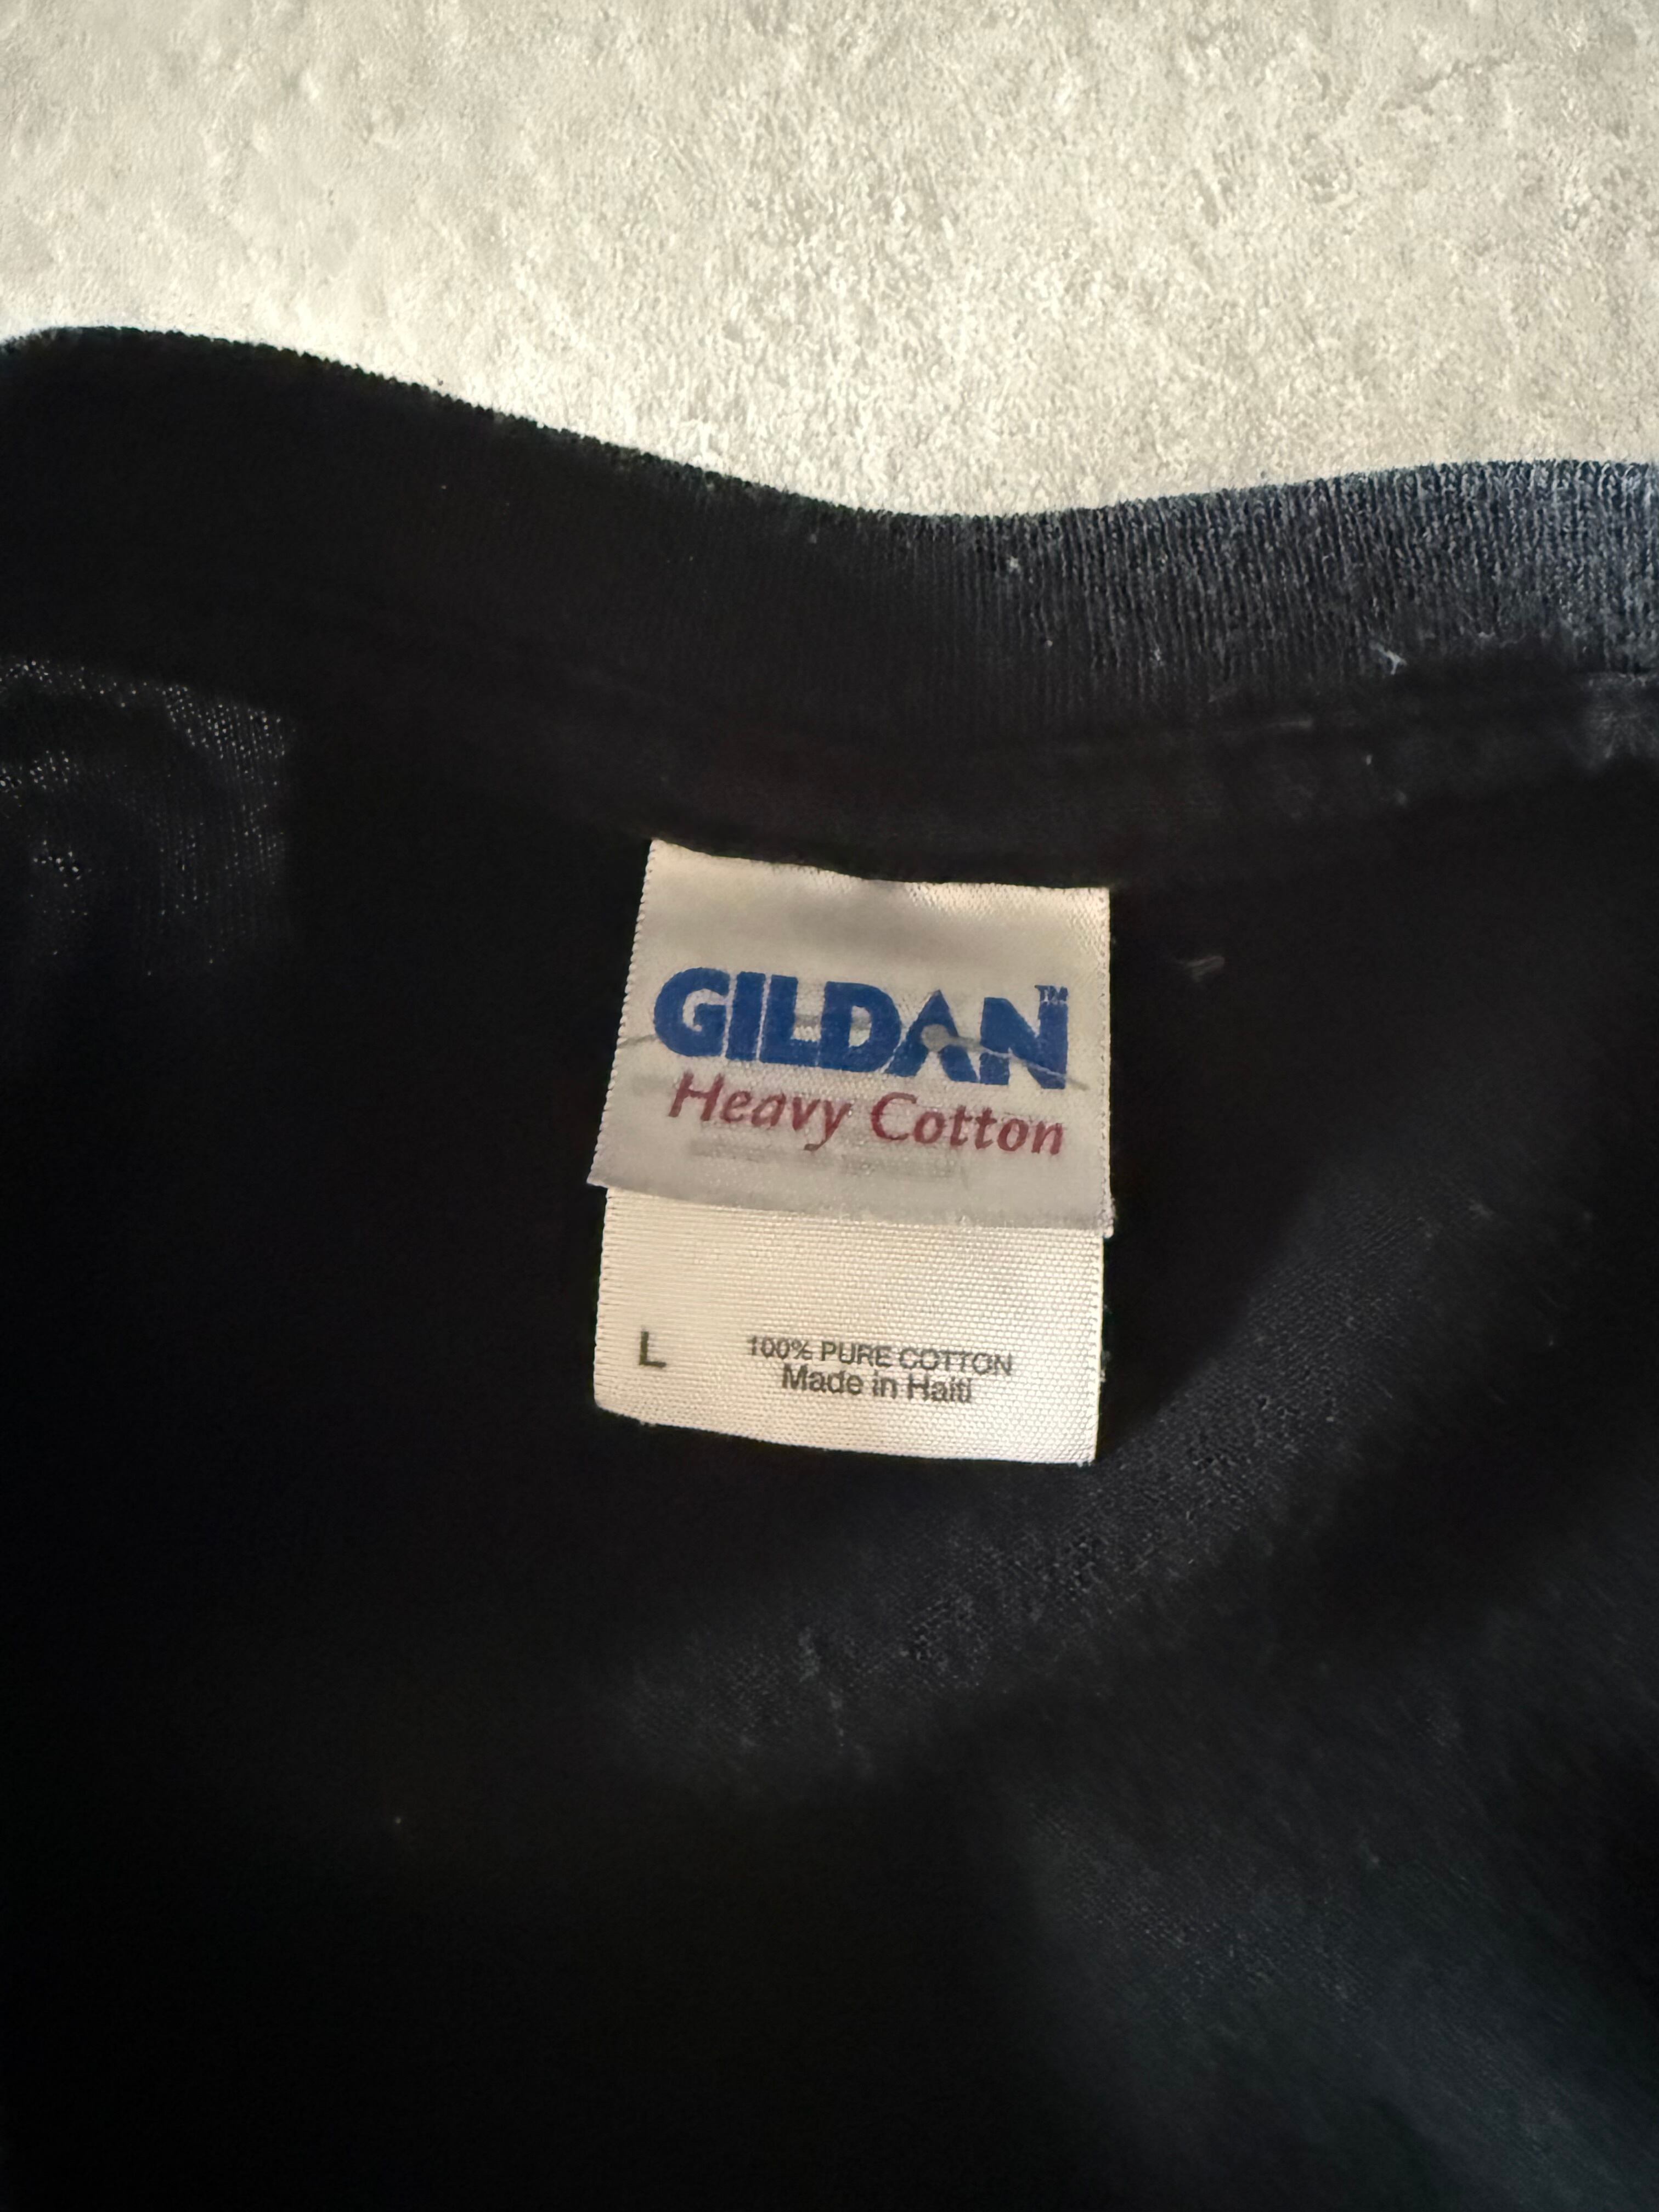 GILDAN™
Heavy Cotton
L 100% PURE COTTON
Made in Haiti